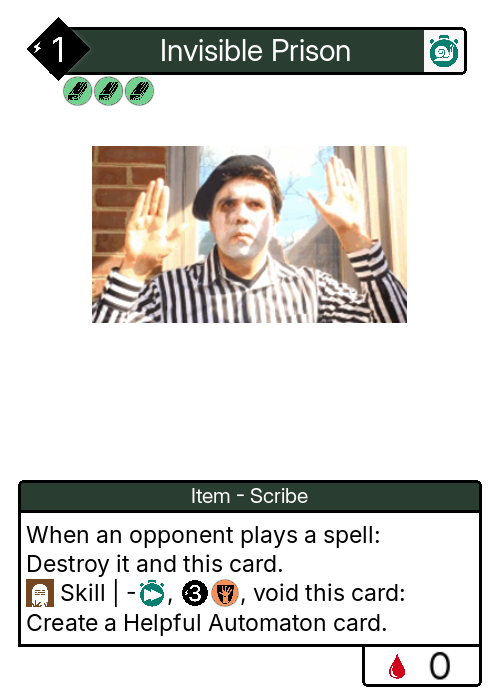 1
Invisible Prison
Item - Scribe
When an opponent plays a spell:
Destroy it and this card.
Skill | -, 3, void this card:
Create a Helpful Automaton card.
0